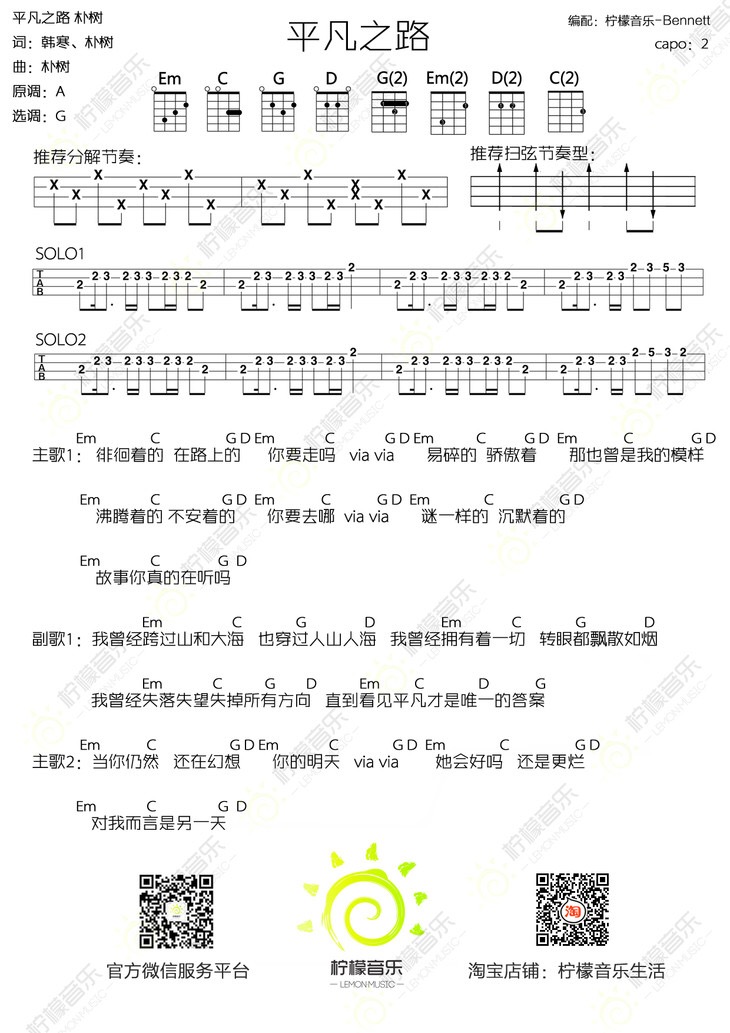 平凡之路 朴树
词：韩寒、朴树
曲：朴树
原调：A
选调：G
平凡之路
编配：柠檬音乐-Bennett
capo：2
Em C G D G(2) Em(2) D(2) C(2)
推荐分解节奏：
推荐扫弦节奏型：
SOLO1
TAB 2 2 3 2 3 3 2 3 2 2 2 2 3 2 3 3 2 3 2 2 2 3 2 3 3 2 3 2 2 2 2 3 2 3 2 3 5 3
SOLO2
TAB 2 2 3 2 3 3 2 3 2 2 2 2 3 2 3 3 2 3 2 2 2 3 2 3 3 2 3 2 2 2 2 3 2 3 2 5 3 2
Em C G D Em C G D Em C G D Em C G D
主歌1：徘徊着的 在路上的 你要走吗 via via 易碎的 骄傲着 那也曾是我的模样
Em C G D Em C G D Em C G D
沸腾着的 不安着的 你要去哪 via via 谜一样的 沉默着的
Em C G D
故事你真的在听吗
Em C G D Em C G D
副歌1：我曾经跨过山和大海 也穿过人山人海 我曾经拥有着一切 转眼都飘散如烟
Em C G D Em C D G
我曾经失落失望失掉所有方向 直到看见平凡才是唯一的答案
Em C G D Em C G D Em C G D
主歌2：当你仍然 还在幻想 你的明天 via via 她会好吗 还是更烂
Em C G D
对我而言是另一天
柠檬音乐
LEMON MUSIC
官方微信服务平台
淘
淘宝店铺：柠檬音乐生活